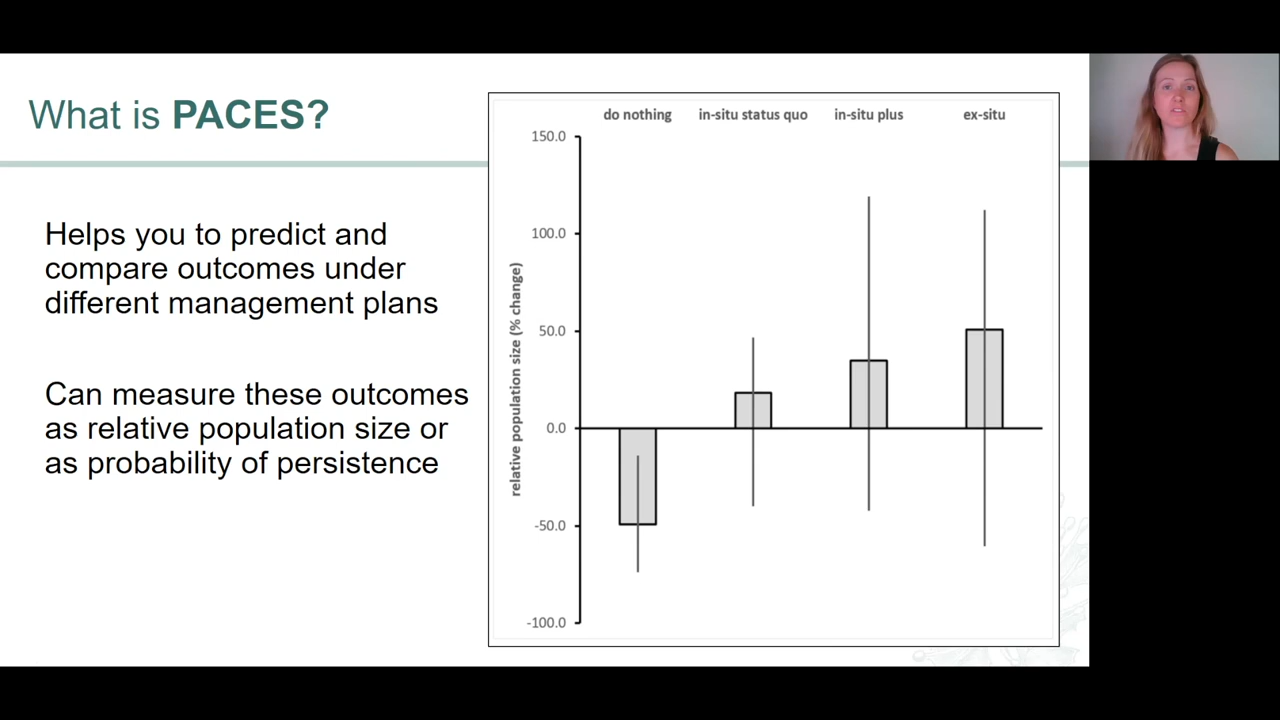 What is PACES?
Helps you to predict and
compare outcomes under
different management plans
Can measure these outcomes
as relative population size or
as probability of persistence
do nothing
in-situ status quo
in-situ plus
ex-situ
relative population size (% change)
150.0
100.0
50.0
0.0
-50.0
-100.0